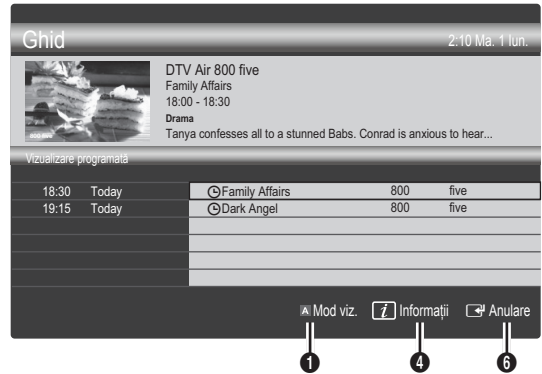 Ghid 2:10 Ma. 1 Iun.
DTV Air 800 five
Family Affairs
18:00 - 18:30
Drama
Tanya confesses all to a stunned Babs. Conrad is anxious to hear...
Vizualizare programată
18:30 Today Family Affairs 800 five
19:15 Today Dark Angel 800 five
A Mod viz. i Informații Anulare
1 4 6